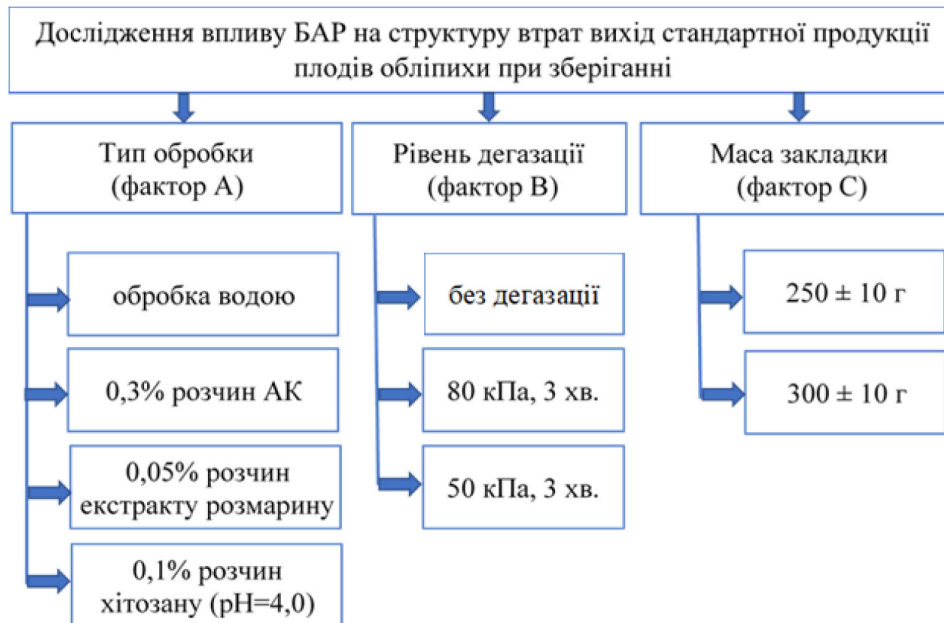 Дослідження впливу БАР на структуру втрат вихід стандартної продукції
плодів обліпихи при зберіганні
Тип обробки
(фактор А)
обробка водою
0,3% розчин АК
0,05% розчин
екстракту розмарину
0,1% розчин
хітозану (рН=4,0)
Рівень дегазації
(фактор В)
без дегазації
80 кПа, 3 хв.
50 кПа, 3 хв.
Маса закладки
(фактор С)
250 ± 10 г
300 ± 10 г